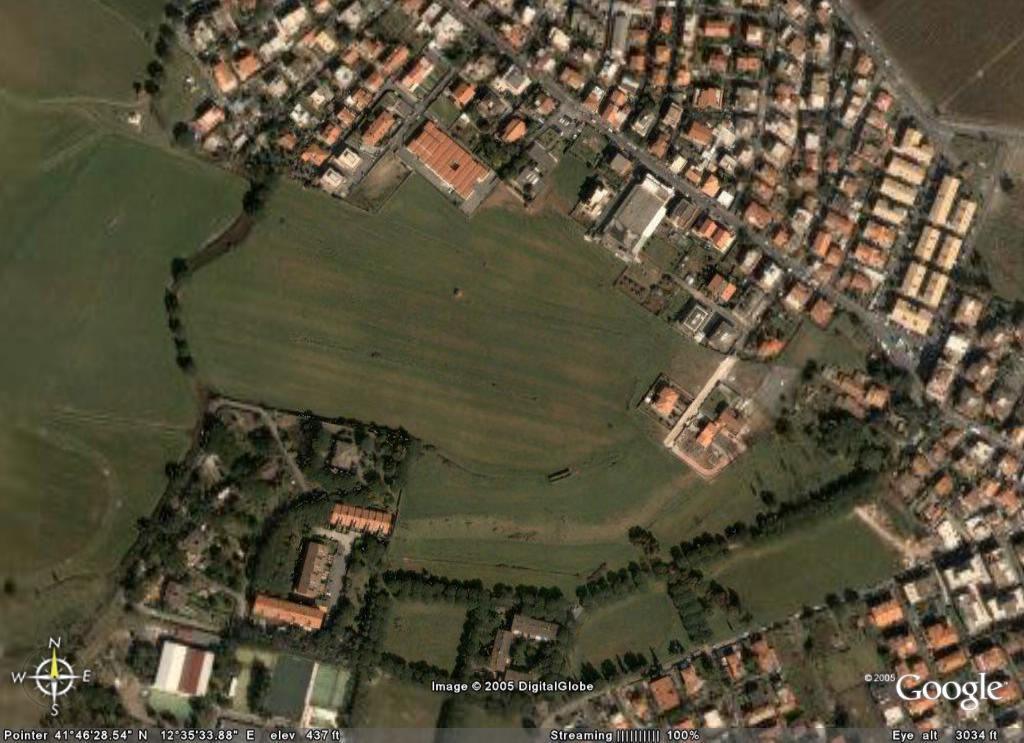 N
W E
S
Image © 2005 DigitalGlobe
© 2005 Google
Pointer 41°46'28.54" N 12°35'33.88" E elev 437 ft Streaming |||||||||| 100% Eye alt 3034 ft